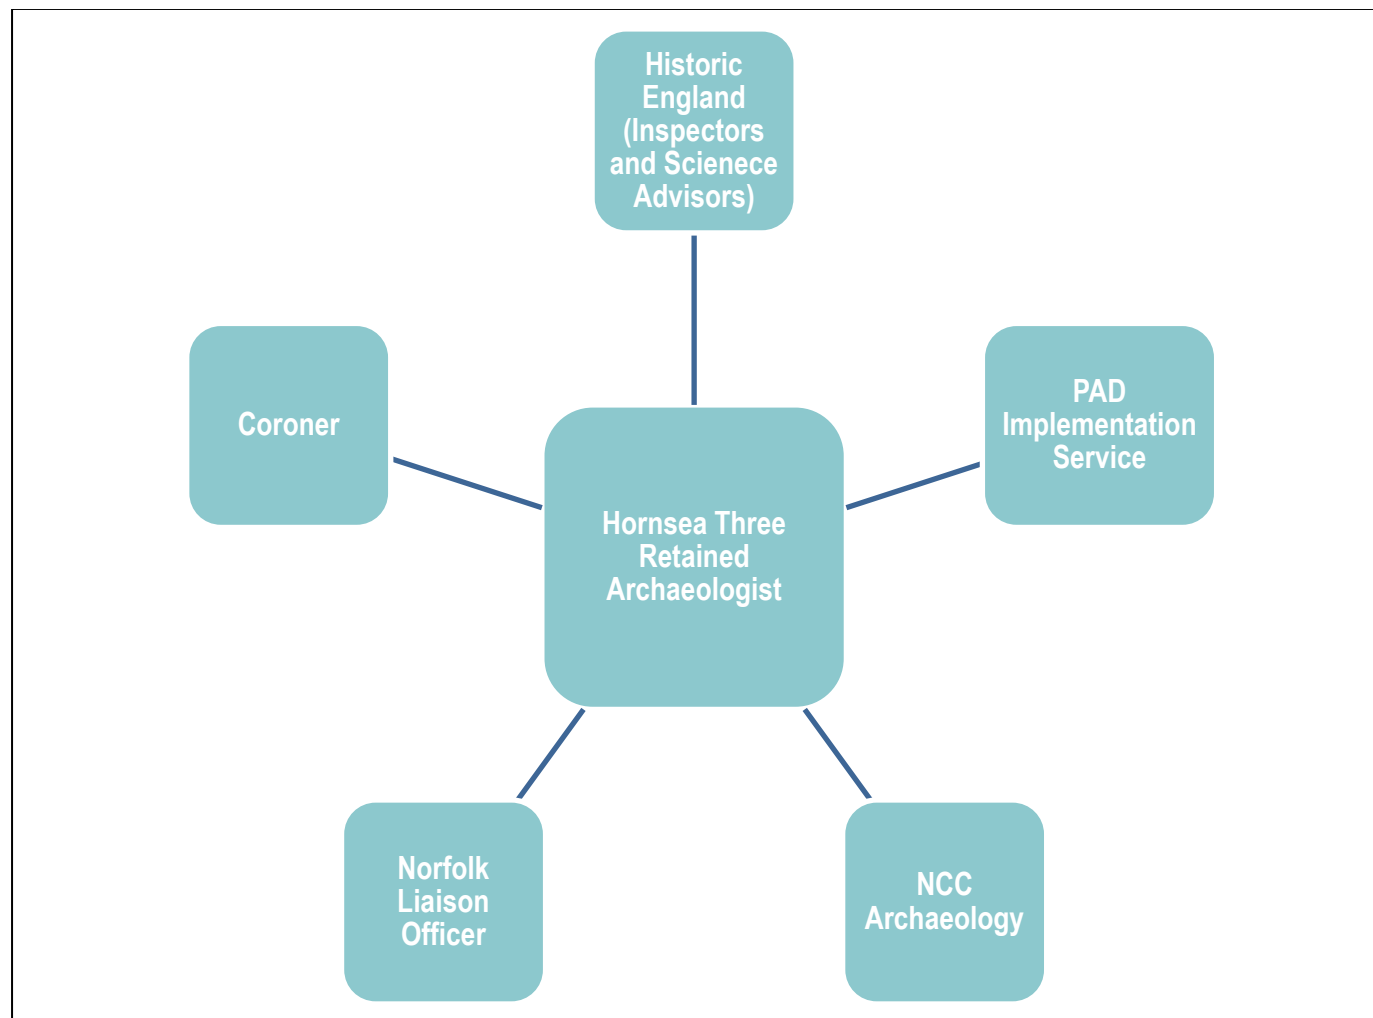 Historic
England
(Inspectors
and Scienece
Advisors)
Coroner
PAD
Implementation
Service
Hornsea Three
Retained
Archaeologist
Norfolk
Liaison
Officer
NCC
Archaeology